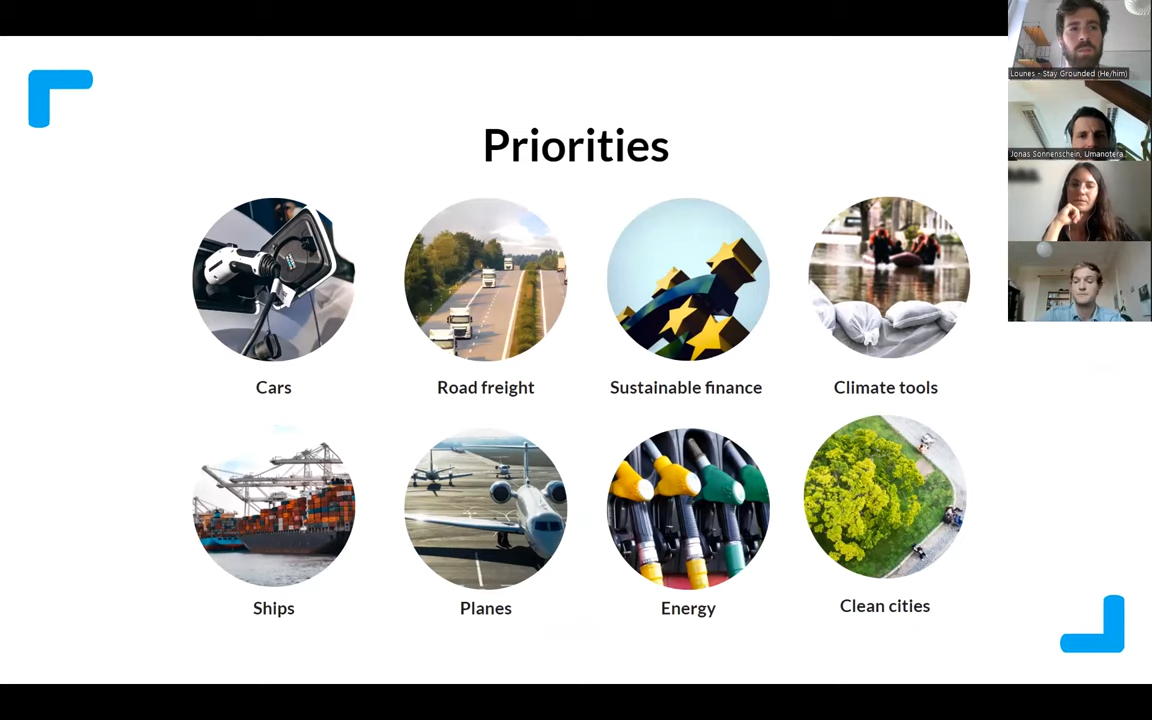 Priorities
Lounes - Stay Grounded (He/him)
Jonas Sonnenschein, Umanotera...
Cars
Road freight
Sustainable finance
Climate tools
Ships
Planes
Energy
Clean cities